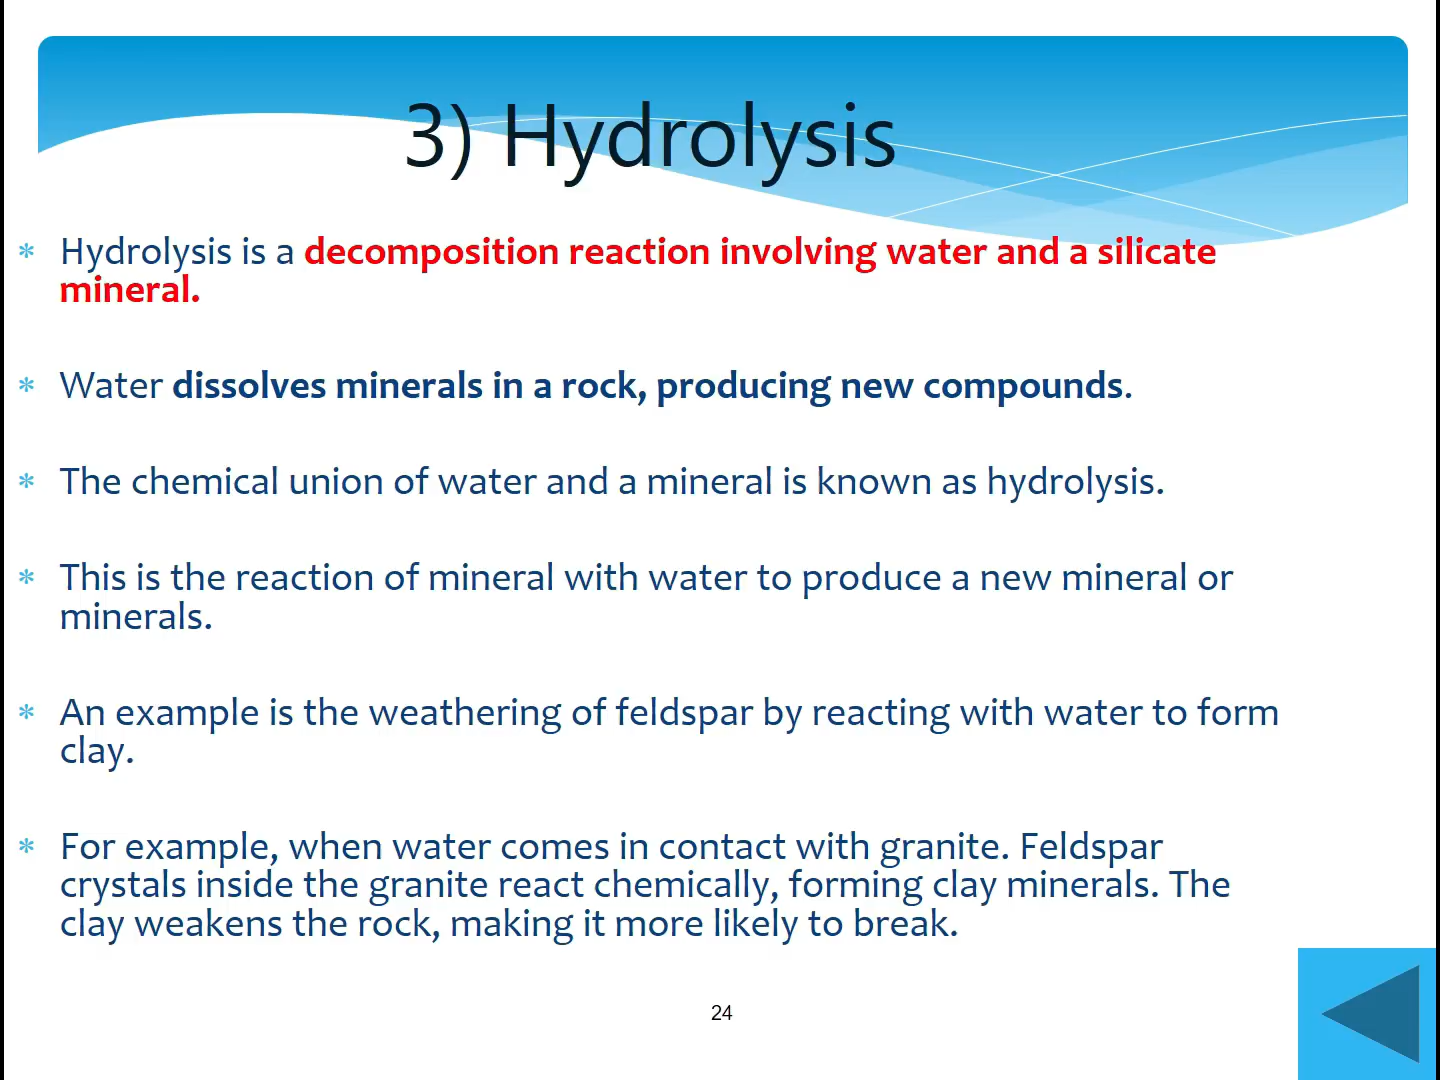 3) Hydrolysis
* Hydrolysis is a decomposition reaction involving water and a silicate
mineral.
* Water dissolves minerals in a rock, producing new compounds.
* The chemical union of water and a mineral is known as hydrolysis.
* This is the reaction of mineral with water to produce a new mineral or
minerals.
* An example is the weathering of feldspar by reacting with water to form
clay.
* For example, when water comes in contact with granite. Feldspar
crystals inside the granite react chemically, forming clay minerals. The
clay weakens the rock, making it more likely to break.
24